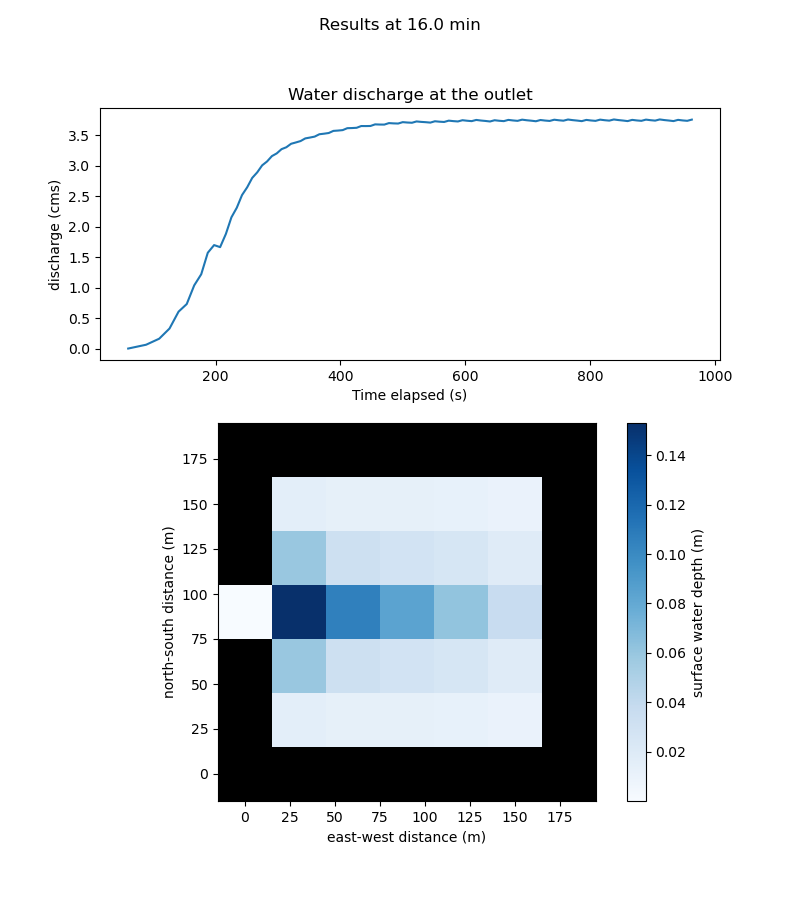 Results at 16.0 min
Water discharge at the outlet
discharge (cms)
3.5
3.0
2.5
2.0
1.5
1.0
0.5
0.0
200 400 600 800 1000
Time elapsed (s)
north-south distance (m)
175
150
125
100
75
50
25
0
0 25 50 75 100 125 150 175
east-west distance (m)
0.14
0.12
0.10
0.08
0.06
0.04
0.02
surface water depth (m)